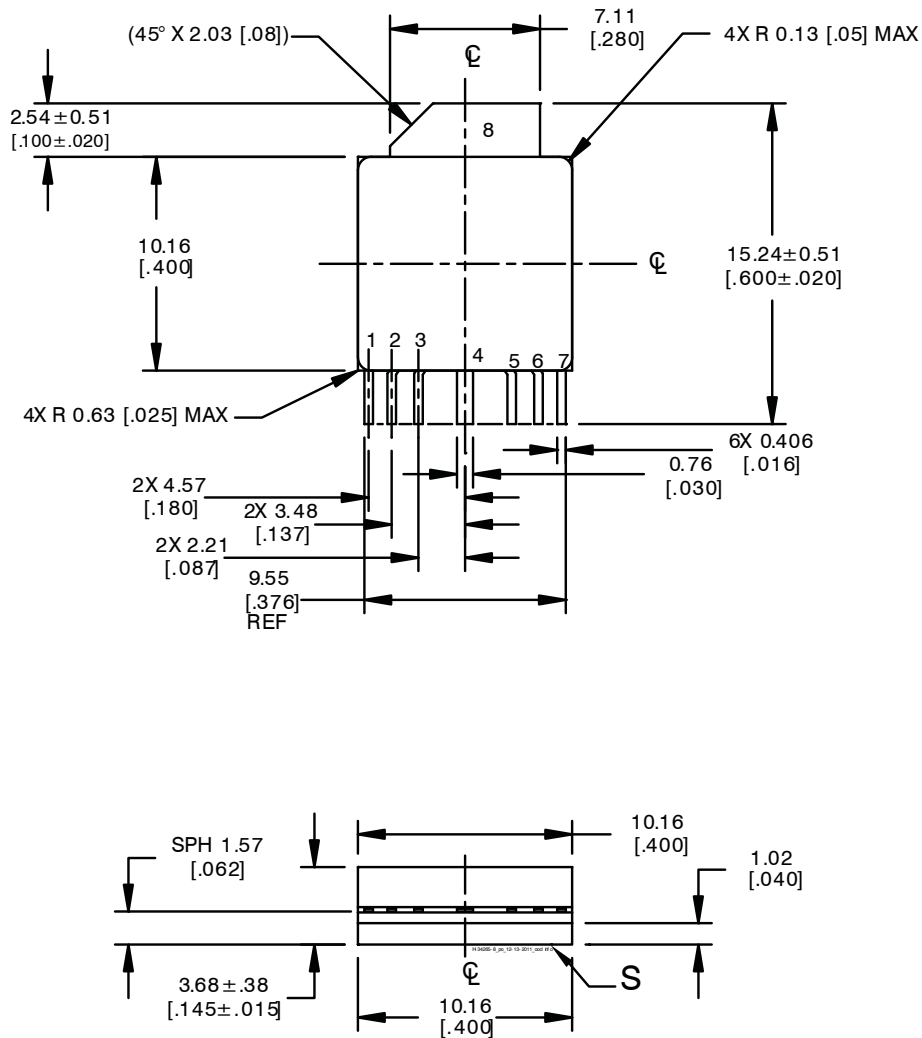 7.11
[.280]
(45° X 2.03 [.08])
4X R 0.13 [.05] MAX
℄
2.54±0.51
[.100±.020]
8
10.16
[.400]
15.24±0.51
[.600±.020]
℄
1 2 3 4 5 6 7
4X R 0.63 [.025] MAX
6X 0.406
[.016]
0.76
[.030]
2X 4.57
[.180]
2X 3.48
[.137]
2X 2.21
[.087]
9.55
[.376]
REF
SPH 1.57
[.062]
10.16
[.400]
1.02
[.040]
℄
S
3.68±.38
[.145±.015]
10.16
[.400]